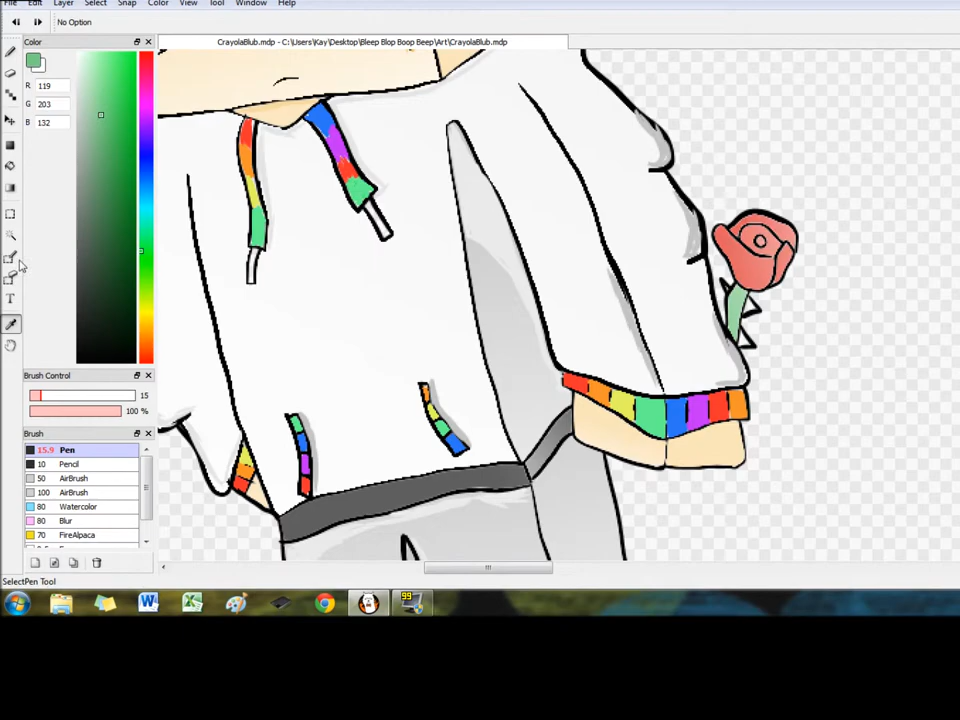 File Edit Layer Color View Tool Snap Select Window Help
No Option
Color
CrayolaBlub.mdp - C:\Users\Kay\Desktop\Bleep Blop Boop Beep\Art\CrayolaBlub.mdp
R 119
G 203
B 132
Brush Control
15
100 %
Brush
15.9 Pen
10 Pencil
50 AirBrush
100 AirBrush
80 Watercolor
80 Blur
70 FireAlpaca
T
SelectPen Tool
99